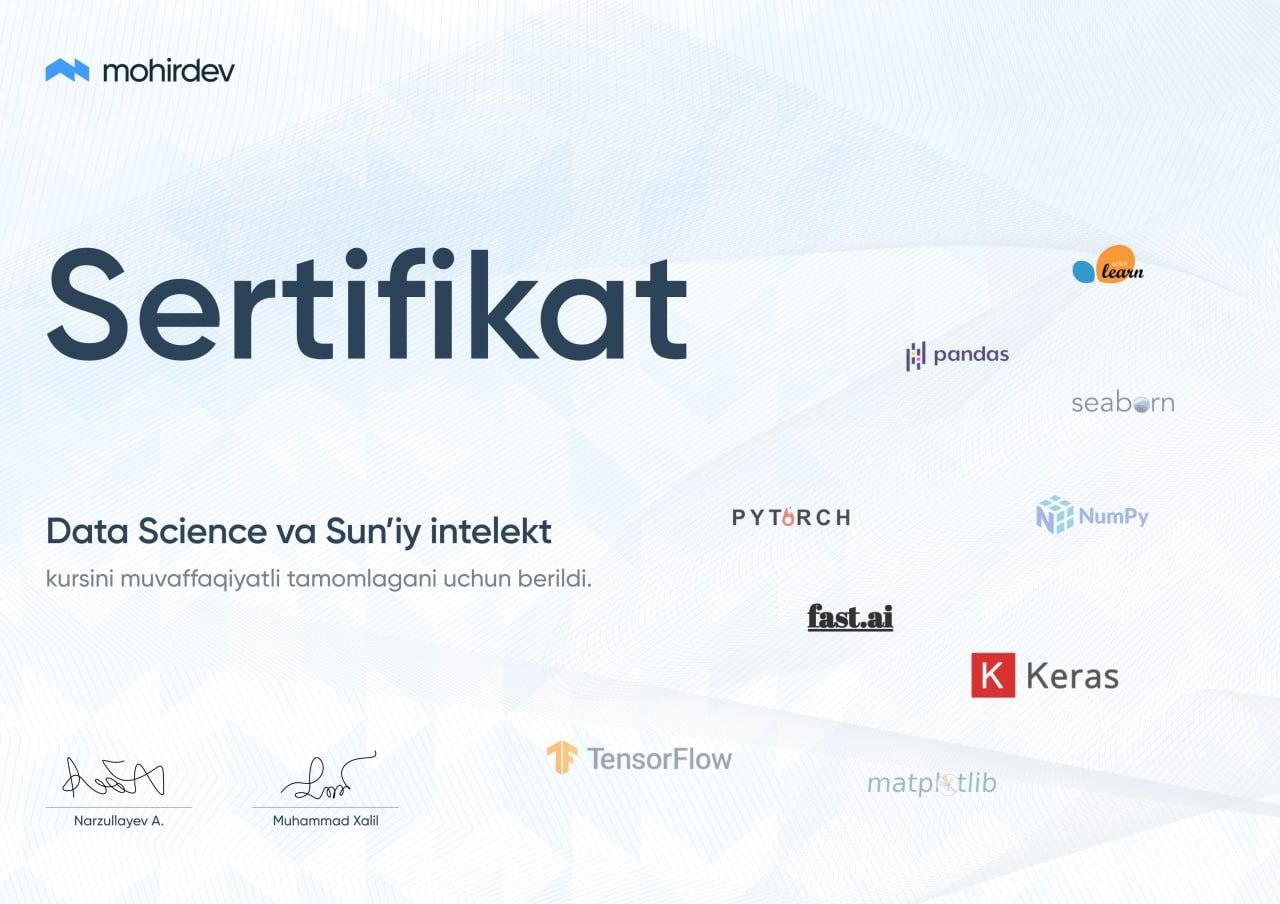 mohirdev
Sertifikat
scikit
learn
pandas
seaborn
Data Science va Sun’iy intelekt
kursini muvaffaqiyatli tamomlagani uchun berildi.
PYTORCH
NumPy
fast.ai
K Keras
TensorFlow
matplotlib
Narzullayev A.
Muhammad Xalil